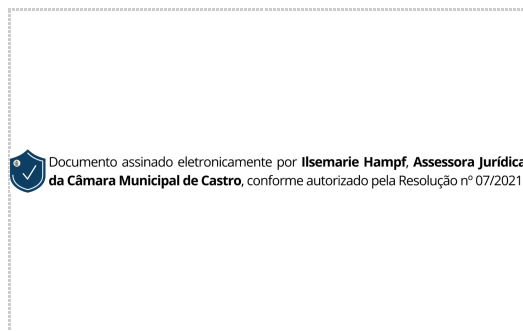 Documento assinado eletronicamente por Ilsemarie Hampf, Assessora Jurídica
da Câmara Municipal de Castro, conforme autorizado pela Resolução nº 07/2021